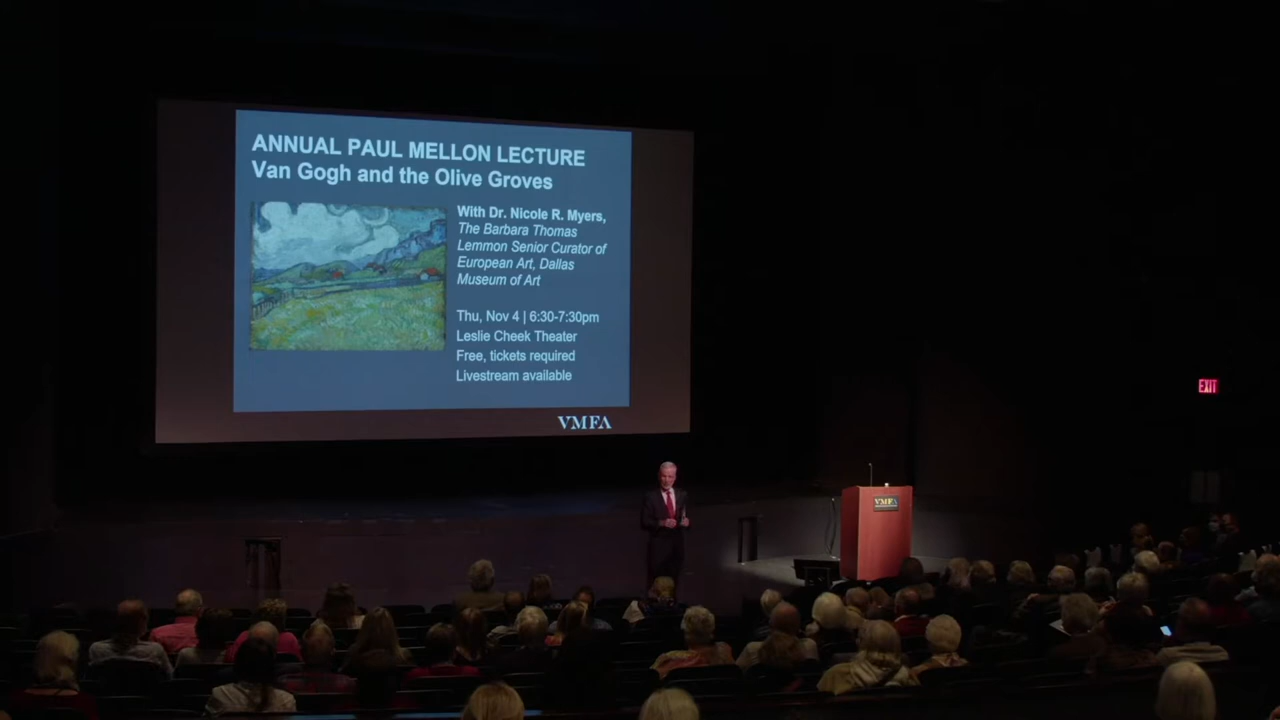 ANNUAL PAUL MELLON LECTURE
Van Gogh and the Olive Groves
With Dr. Nicole R. Myers,
The Barbara Thomas
Lemmon Senior Curator of
European Art, Dallas
Museum of Art
Thu, Nov 4 | 6:30-7:30pm
Leslie Cheek Theater
Free, tickets required
Livestream available
VMFA
EXIT
VMFA